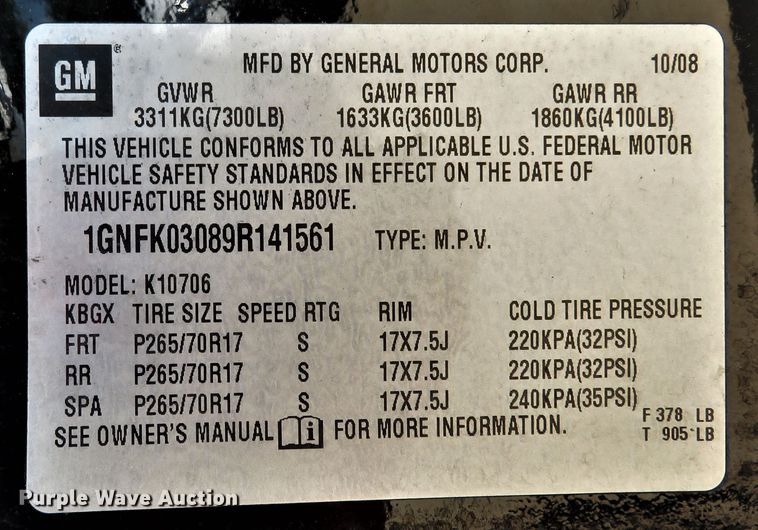 GM ® MFD BY GENERAL MOTORS CORP. 10/08
GVWR GAWR FRT GAWR RR
3311KG(7300LB) 1633KG(3600LB) 1860KG(4100LB)
THIS VEHICLE CONFORMS TO ALL APPLICABLE U.S. FEDERAL MOTOR
VEHICLE SAFETY STANDARDS IN EFFECT ON THE DATE OF
MANUFACTURE SHOWN ABOVE.
1GNFK03089R141561 TYPE: M.P.V.
MODEL: K10706
KBGX TIRE SIZE SPEED RTG RIM COLD TIRE PRESSURE
FRT P265/70R17 S 17X7.5J 220KPA(32PSI)
RR P265/70R17 S 17X7.5J 220KPA(32PSI)
SPA P265/70R17 S 17X7.5J 240KPA(35PSI)
F 378 LB
SEE OWNER'S MANUAL i FOR MORE INFORMATION.
T 905 LB
Purple Wave Auction